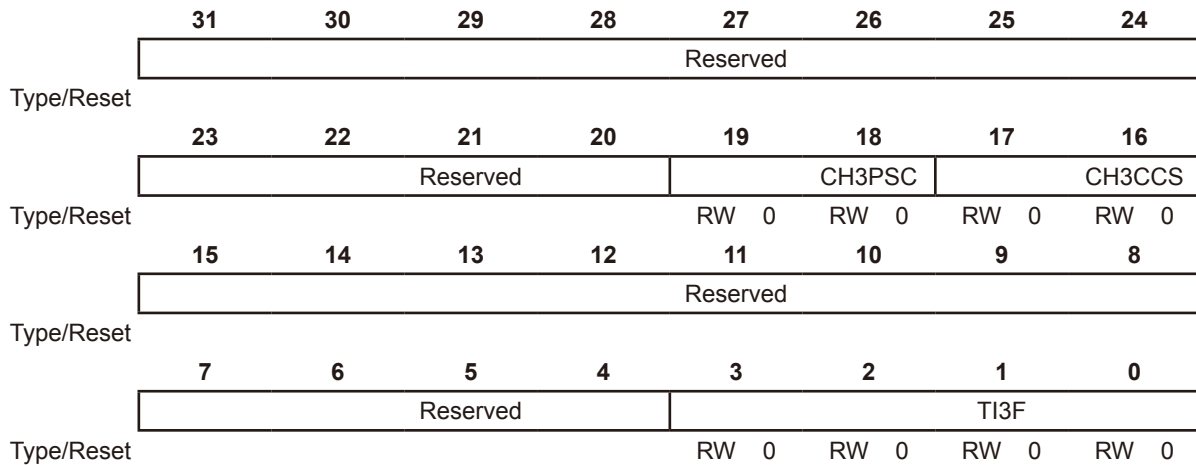 31 30 29 28 27 26 25 24
Reserved
Type/Reset
23 22 21 20 19 18 17 16
Reserved CH3PSC CH3CCS
Type/Reset RW 0 RW 0 RW 0 RW 0
15 14 13 12 11 10 9 8
Reserved
Type/Reset
7 6 5 4 3 2 1 0
Reserved TI3F
Type/Reset RW 0 RW 0 RW 0 RW 0